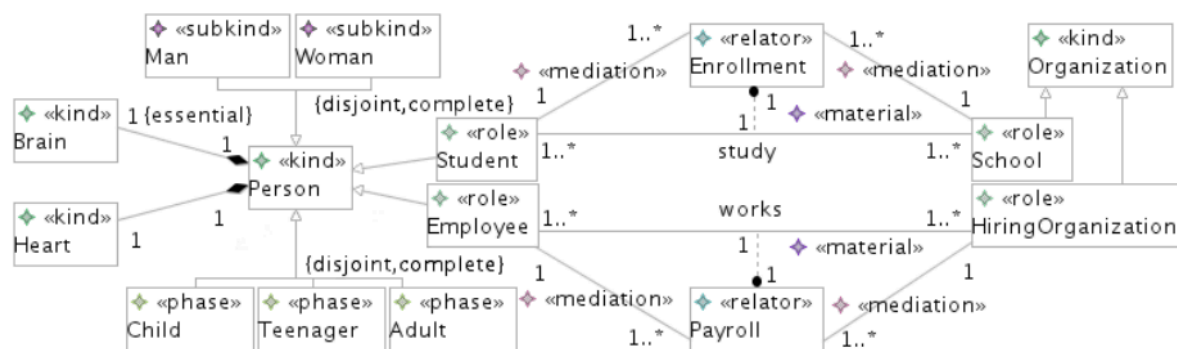 «subkind»
Man
«subkind»
Woman
{disjoint,complete}
«kind»
Brain
1 {essential}
1
«kind»
Person
«kind»
Heart
1
1
{disjoint,complete}
«phase»
Child
«phase»
Teenager
«phase»
Adult
«role»
Student
«role»
Employee
1..*
«relator»
Enrollment
1..*
«mediation»
1
«mediation»
1
1
1
«material»
1..*
study
1..*
«kind»
Organization
«role»
School
1..*
works
1..*
«role»
HiringOrganization
1
«material»
1
1
«mediation»
1..*
«relator»
Payroll
1
«mediation»
1..*